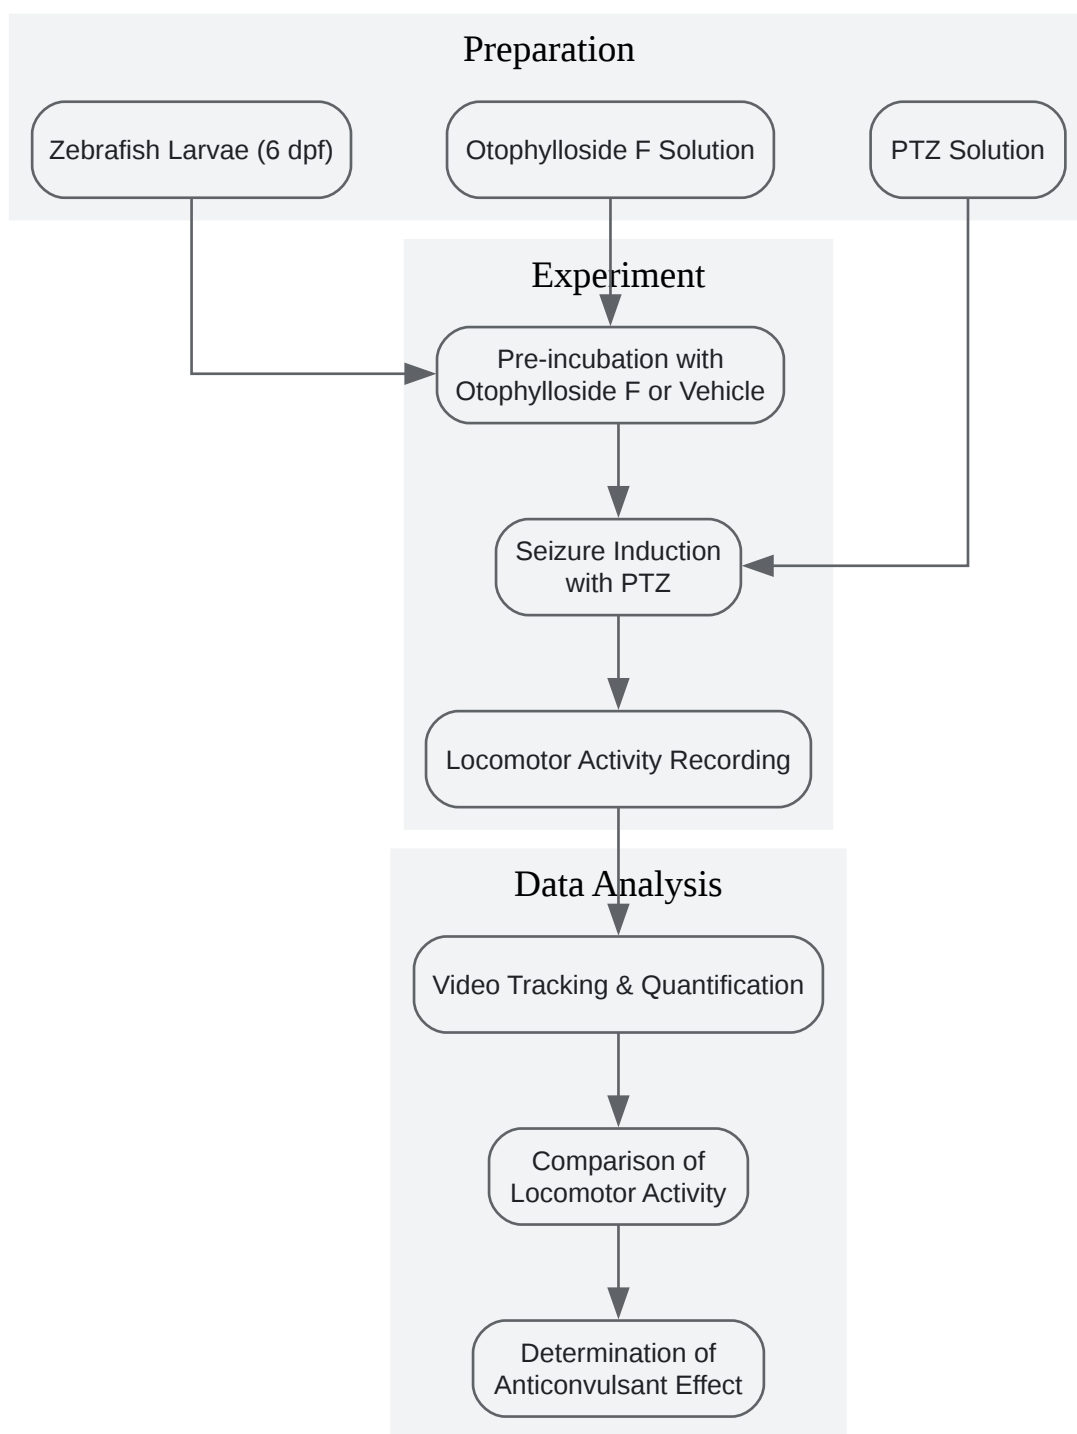 Preparation
Zebrafish Larvae (6 dpf)
Otophylloside F Solution
PTZ Solution
Experiment
Pre-incubation with
Otophylloside F or Vehicle
Seizure Induction
with PTZ
Locomotor Activity Recording
Data Analysis
Video Tracking & Quantification
Comparison of
Locomotor Activity
Determination of
Anticonvulsant Effect